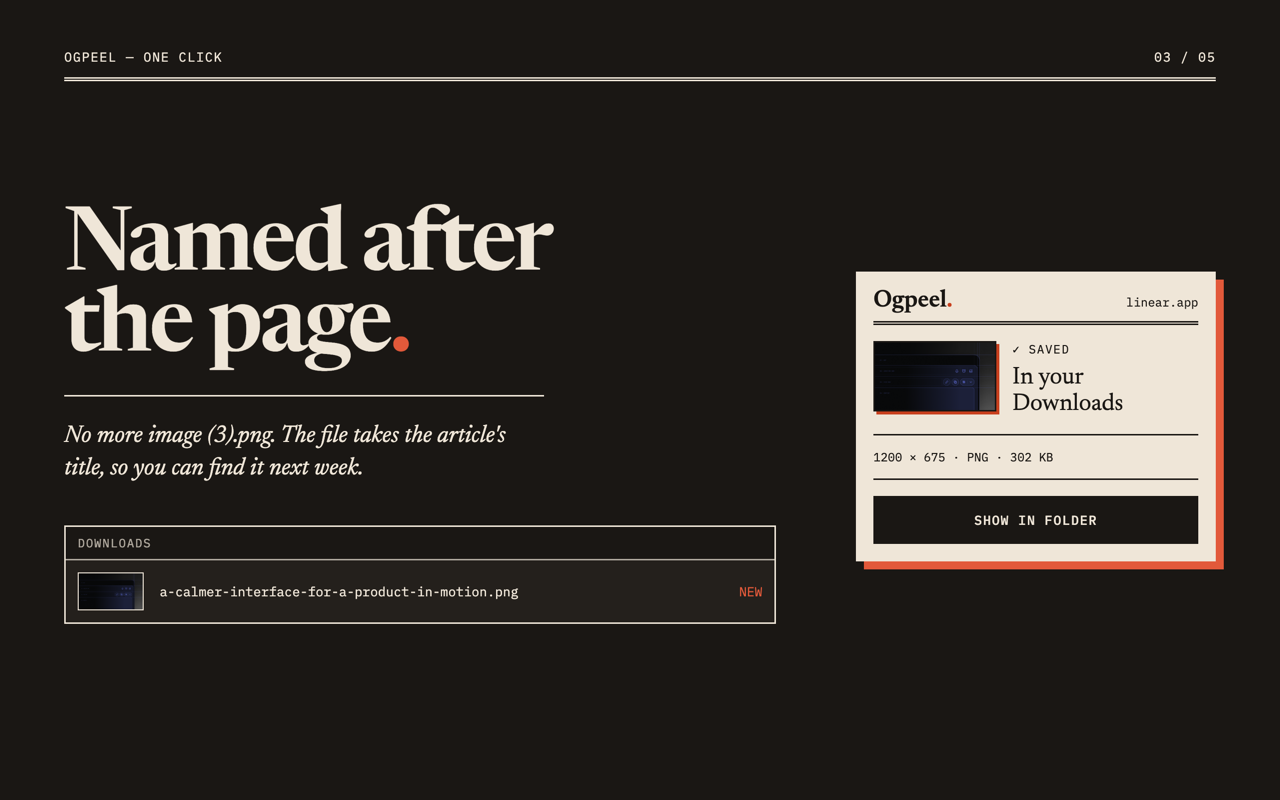 OGPEEL — ONE CLICK
03 / 05
Named after
the page.
No more image (3).png. The file takes the article's
title, so you can find it next week.
DOWNLOADS
a-calmer-interface-for-a-product-in-motion.png
NEW
Ogpeel.
linear.app
✓ SAVED
In your
Downloads
1200 × 675 · PNG · 302 KB
SHOW IN FOLDER